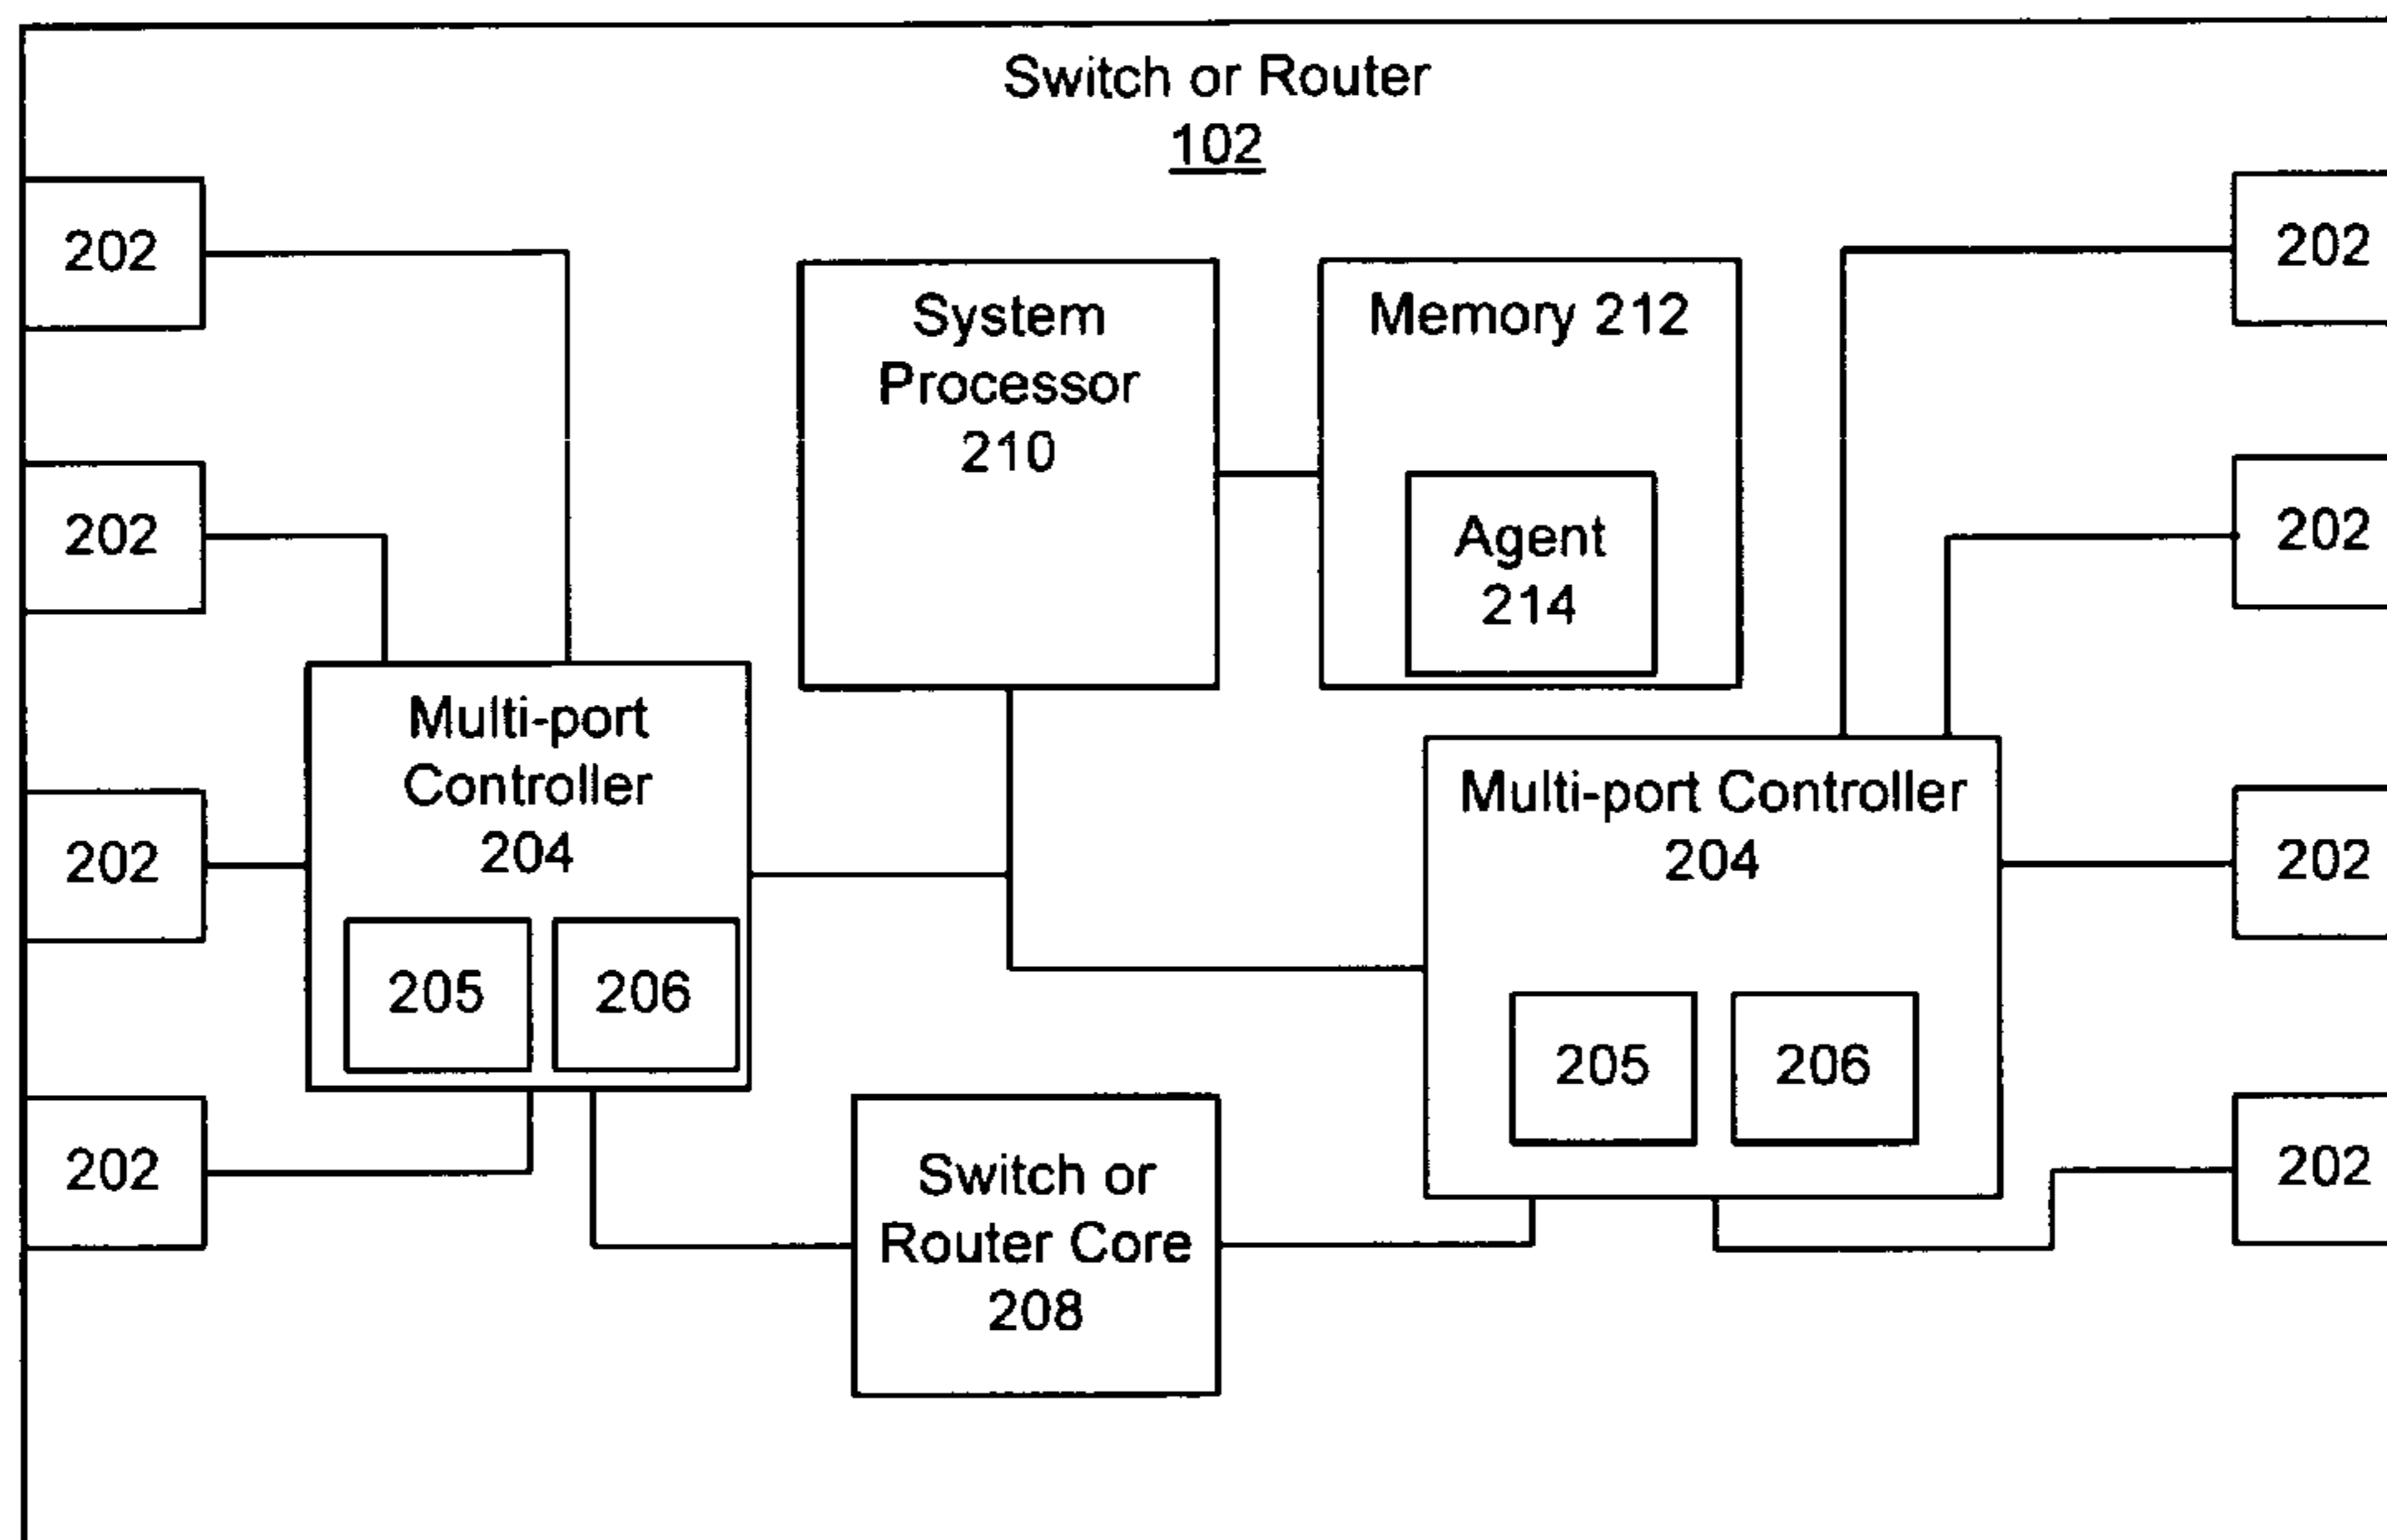 Switch or Router
102
202
202
202
202
System
Processor
210
Memory 212
Agent
214
Multi-port
Controller
204
205
206
Switch or
Router Core
208
Multi-port Controller
204
205
206
202
202
202
202